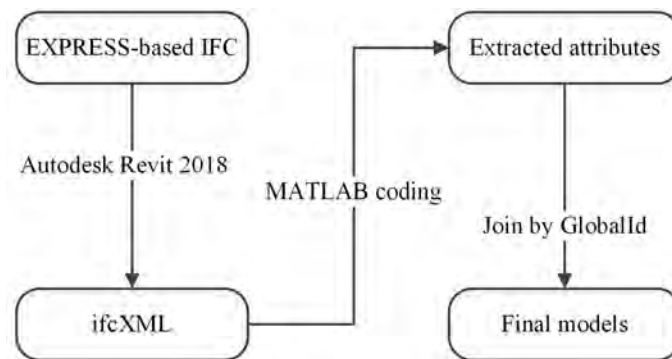 EXPRESS-based IFC
Extracted attributes
Autodesk Revit 2018
MATLAB coding
Join by GlobalId
ifcXML
Final models